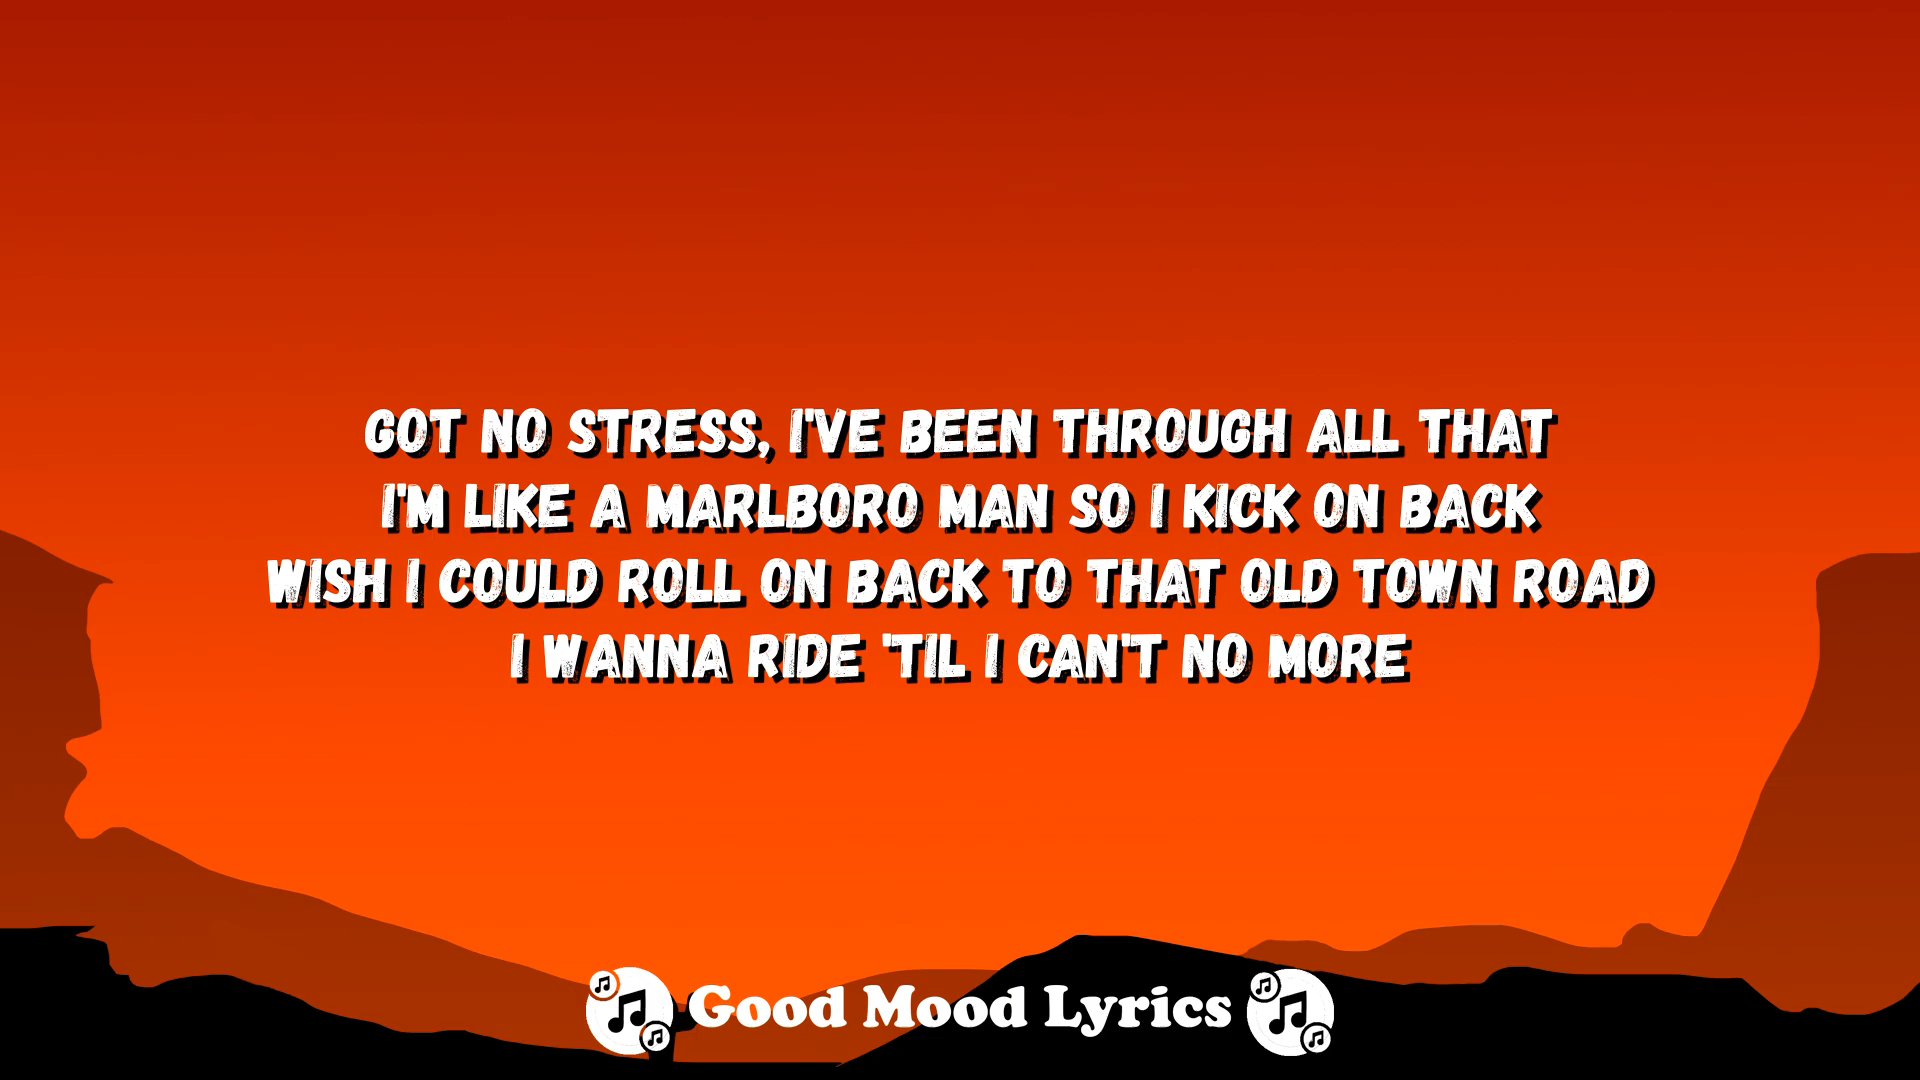 GOT NO STRESS, I'VE BEEN THROUGH ALL THAT
I'M LIKE A MARLBORO MAN SO I KICK ON BACK
WISH I COULD ROLL ON BACK TO THAT OLD TOWN ROAD
I WANNA RIDE 'TIL I CAN'T NO MORE
Good Mood Lyrics